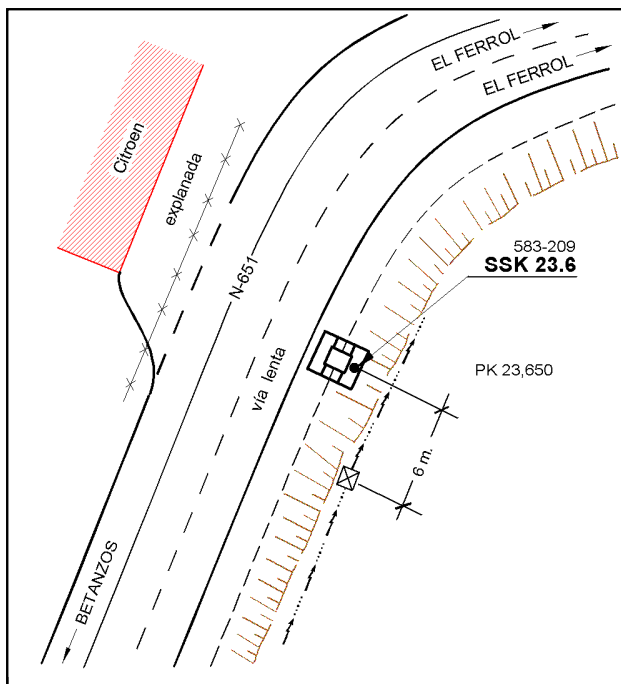 EL FERROL
EL FERROL
Citroen
explanada
583-209
SSK 23.6
N-651
vía lenta
PK 23,650
6 m.
BETANZOS